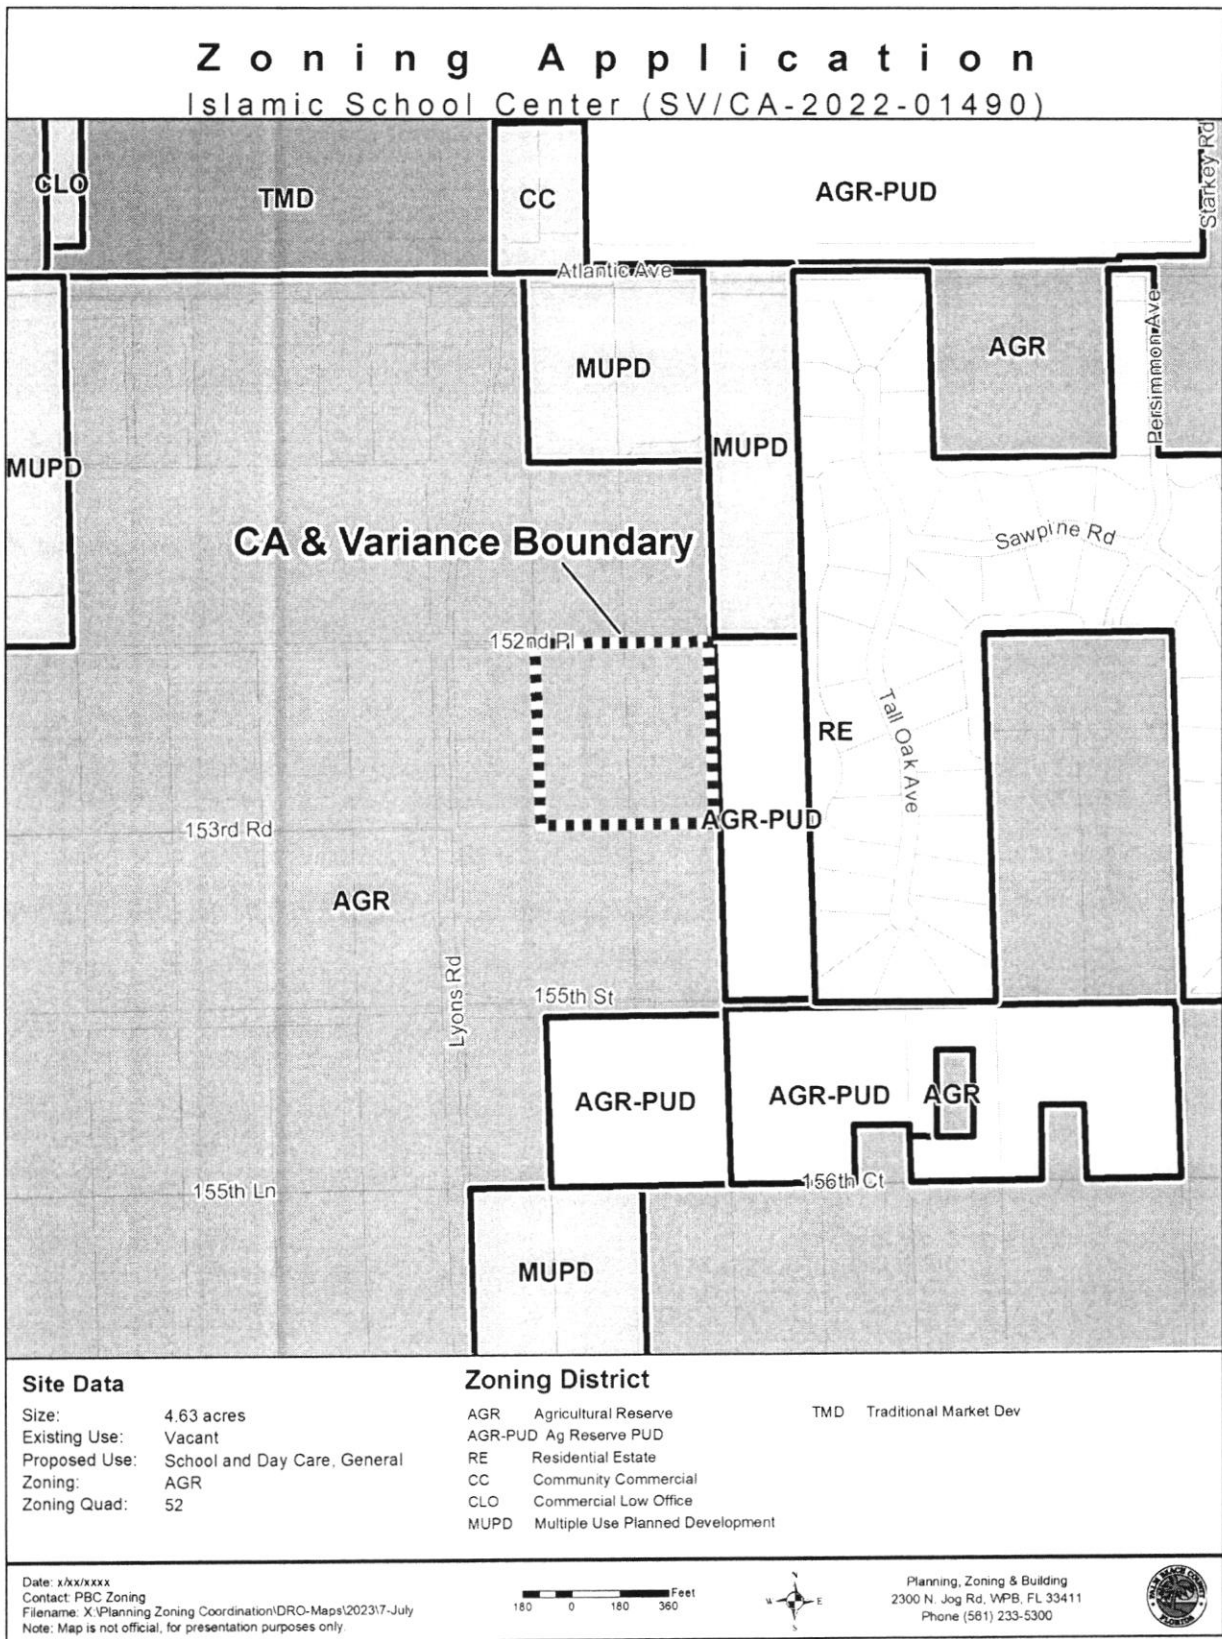 Zoning Application
Islamic School Center (SV/CA-2022-01490)
CLO
TMD
CC
AGR-PUD
Starkey Rd
Atlantic Ave
MUPD
AGR
Persimmon Ave
MUPD
MUPD
CA & Variance Boundary
Sawpine Rd
152nd Pl
RE
Tall Oak Ave
153rd Rd
AGR-PUD
AGR
Lyons Rd
155th St
AGR-PUD
AGR-PUD
AGR
155th Ln
156th Ct
MUPD
Site Data
Size: 4.63 acres
Existing Use: Vacant
Proposed Use: School and Day Care, General
Zoning: AGR
Zoning Quad: 52
Zoning District
AGR Agricultural Reserve
AGR-PUD Ag Reserve PUD
RE Residential Estate
CC Community Commercial
CLO Commercial Low Office
MUPD Multiple Use Planned Development
TMD Traditional Market Dev
Date: x/xx/xxxx
Contact: PBC Zoning
Filename: X:\Planning Zoning Coordination\DRO-Maps\2023\7-July
Note: Map is not official, for presentation purposes only.
Feet
180 0 180 360
N
W E
S
Planning, Zoning & Building
2300 N. Jog Rd, WPB, FL 33411
Phone (561) 233-5300
PALM BEACH COUNTY
FLORIDA